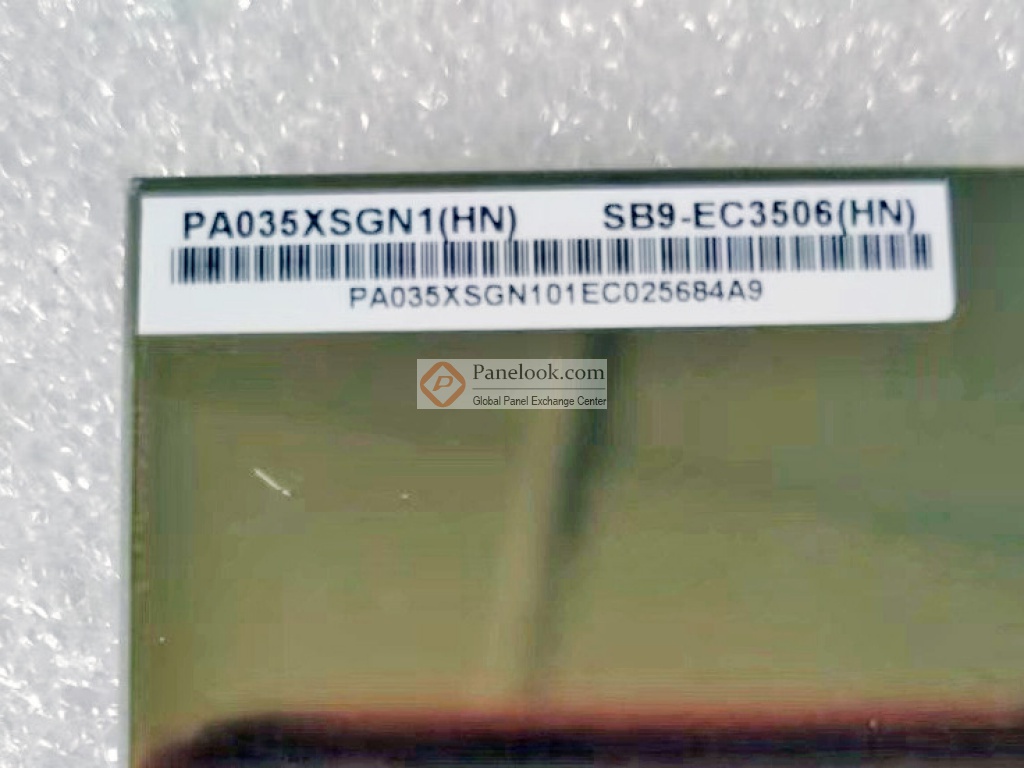 PA035XSGN1(HN) SB9-EC3506(HN)
PA035XSGN101EC025684A9
Panelook.com
Global Panel Exchange Center